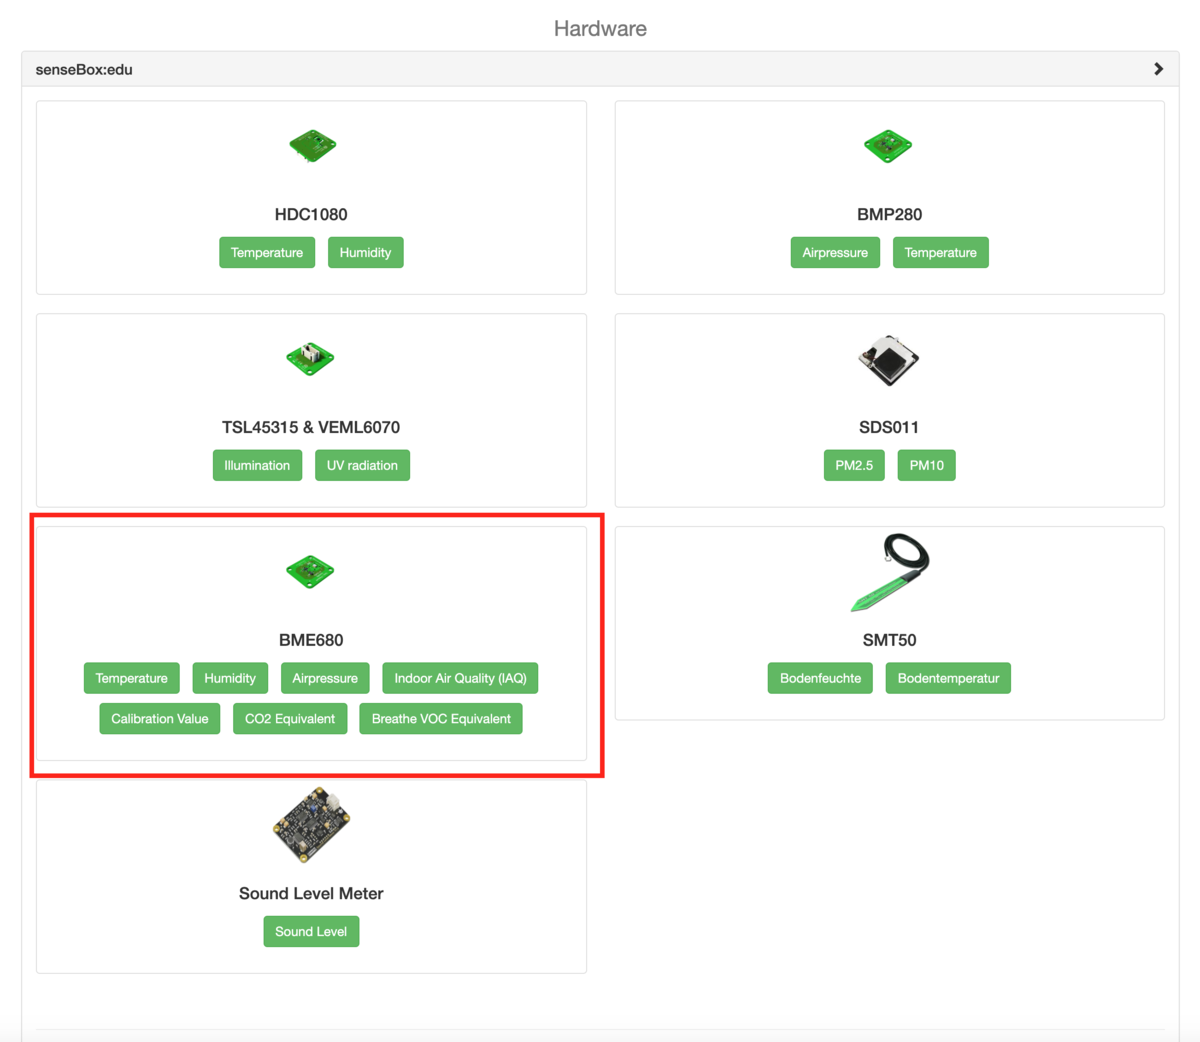 Hardware
senseBox:edu
HDC1080
Temperature Humidity
BMP280
Airpressure Temperature
TSL45315 & VEML6070
Illumination UV radiation
SDS011
PM2.5 PM10
BME680
Temperature Humidity Airpressure Indoor Air Quality (IAQ)
Calibration Value CO2 Equivalent Breathe VOC Equivalent
SMT50
Bodenfeuchte Bodentemperatur
Sound Level Meter
Sound Level